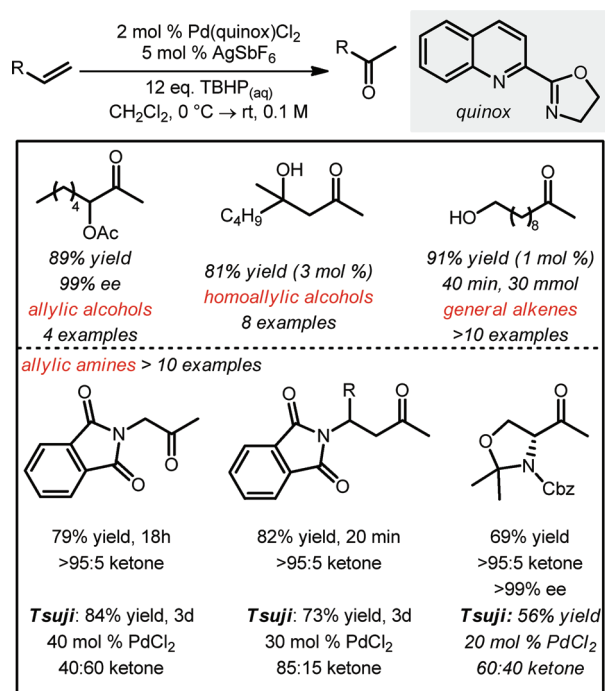 2 mol % Pd(quinox)Cl2
5 mol % AgSbF6
12 eq. TBHP(aq)
CH2Cl2, 0 °C → rt, 0.1 M
R
R
O
N
N
O
quinox
O
4
OAc
89% yield
99% ee
allylic alcohols
4 examples
OH
O
C4H9
81% yield (3 mol %)
homoallylic alcohols
8 examples
O
HO
8
91% yield (1 mol %)
40 min, 30 mmol
general alkenes
>10 examples
allylic amines > 10 examples
O
N
O
O
79% yield, 18h
>95:5 ketone
Tsuji: 84% yield, 3d
40 mol % PdCl2
40:60 ketone
O
R
O
N
O
82% yield, 20 min
>95:5 ketone
Tsuji: 73% yield, 3d
30 mol % PdCl2
85:15 ketone
O
O
N
Cbz
69% yield
>95:5 ketone
>99% ee
Tsuji: 56% yield
20 mol % PdCl2
60:40 ketone